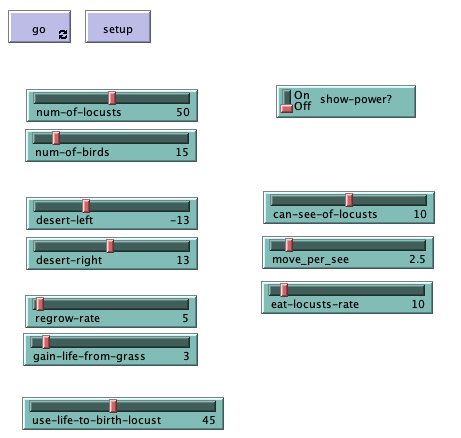 go
setup
num-of-locusts 50
On
Off
show-power?
num-of-birds 15
desert-left -13
can-see-of-locusts 10
desert-right 13
move_per_see 2.5
regrow-rate 5
eat-locusts-rate 10
gain-life-from-grass 3
use-life-to-birth-locust 45